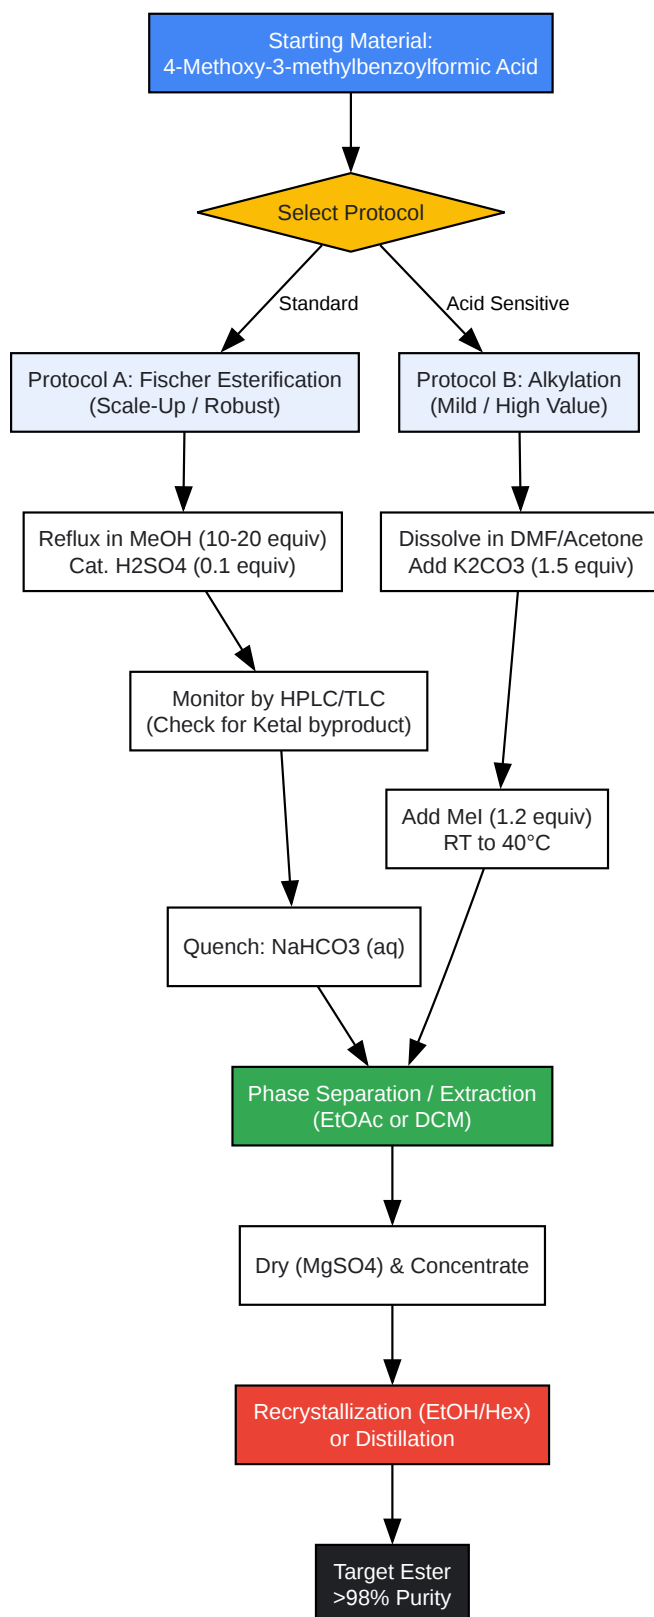 Starting Material:
4-Methoxy-3-methylbenzoylformic Acid
Select Protocol
Standard
Acid Sensitive
Protocol A: Fischer Esterification
(Scale-Up / Robust)
Protocol B: Alkylation
(Mild / High Value)
Reflux in MeOH (10-20 equiv)
Cat. H2SO4 (0.1 equiv)
Dissolve in DMF/Acetone
Add K2CO3 (1.5 equiv)
Monitor by HPLC/TLC
(Check for Ketal byproduct)
Add MeI (1.2 equiv)
RT to 40°C
Quench: NaHCO3 (aq)
Phase Separation / Extraction
(EtOAc or DCM)
Dry (MgSO4) & Concentrate
Recrystallization (EtOH/Hex)
or Distillation
Target Ester
>98% Purity